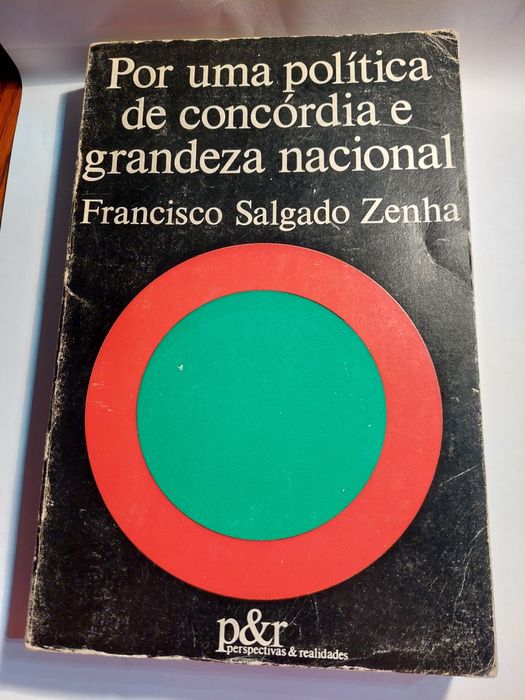 Por uma política
de concórdia e
grandeza nacional
Francisco Salgado Zenha
p&r
perspectivas & realidades